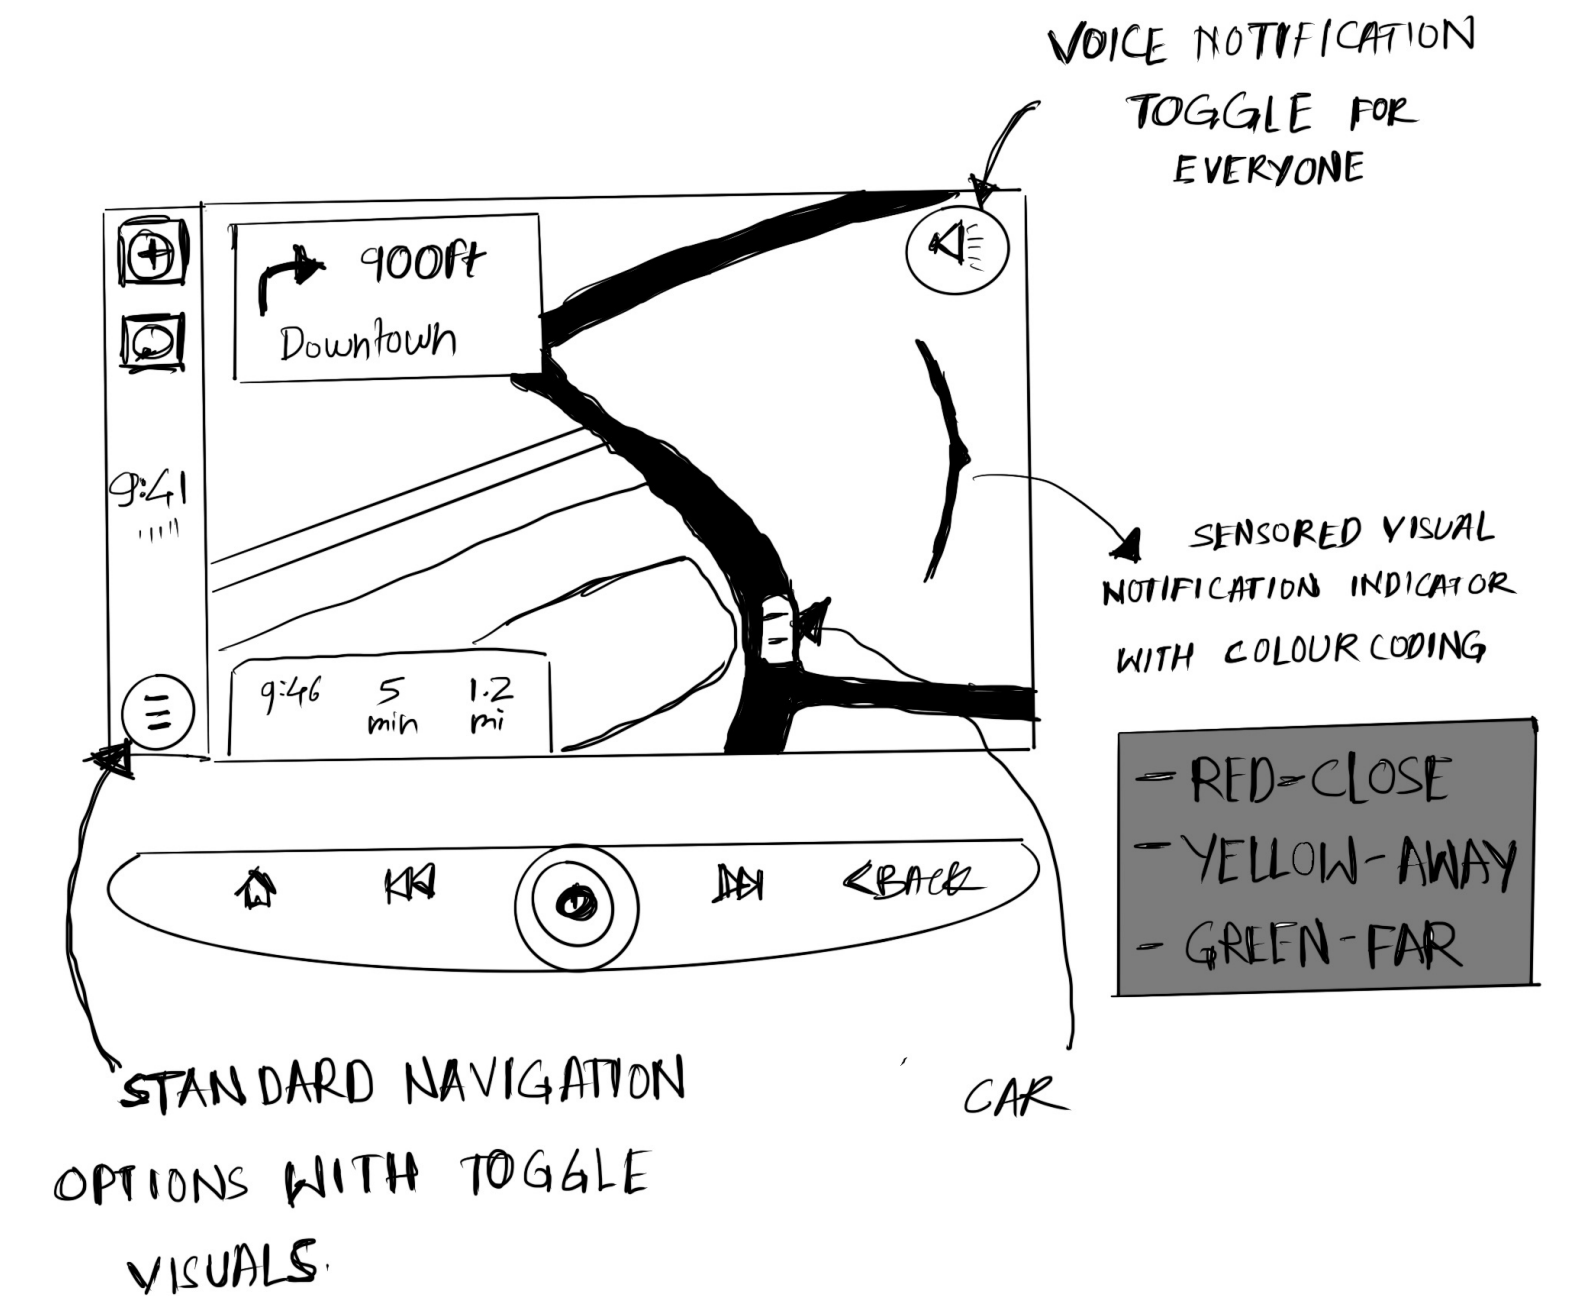 VOICE NOTIFICATION
TOGGLE FOR
EVERYONE
900ft
Downtown
9:41
SENSORED VISUAL
NOTIFICATION INDICATOR
WITH COLOUR CODING
9:46 5 min 1.2 mi
- RED-CLOSE
- YELLOW-AWAY
- GREEN-FAR
<BACK
STANDARD NAVIGATION
OPTIONS WITH TOGGLE
VISUALS.
CAR